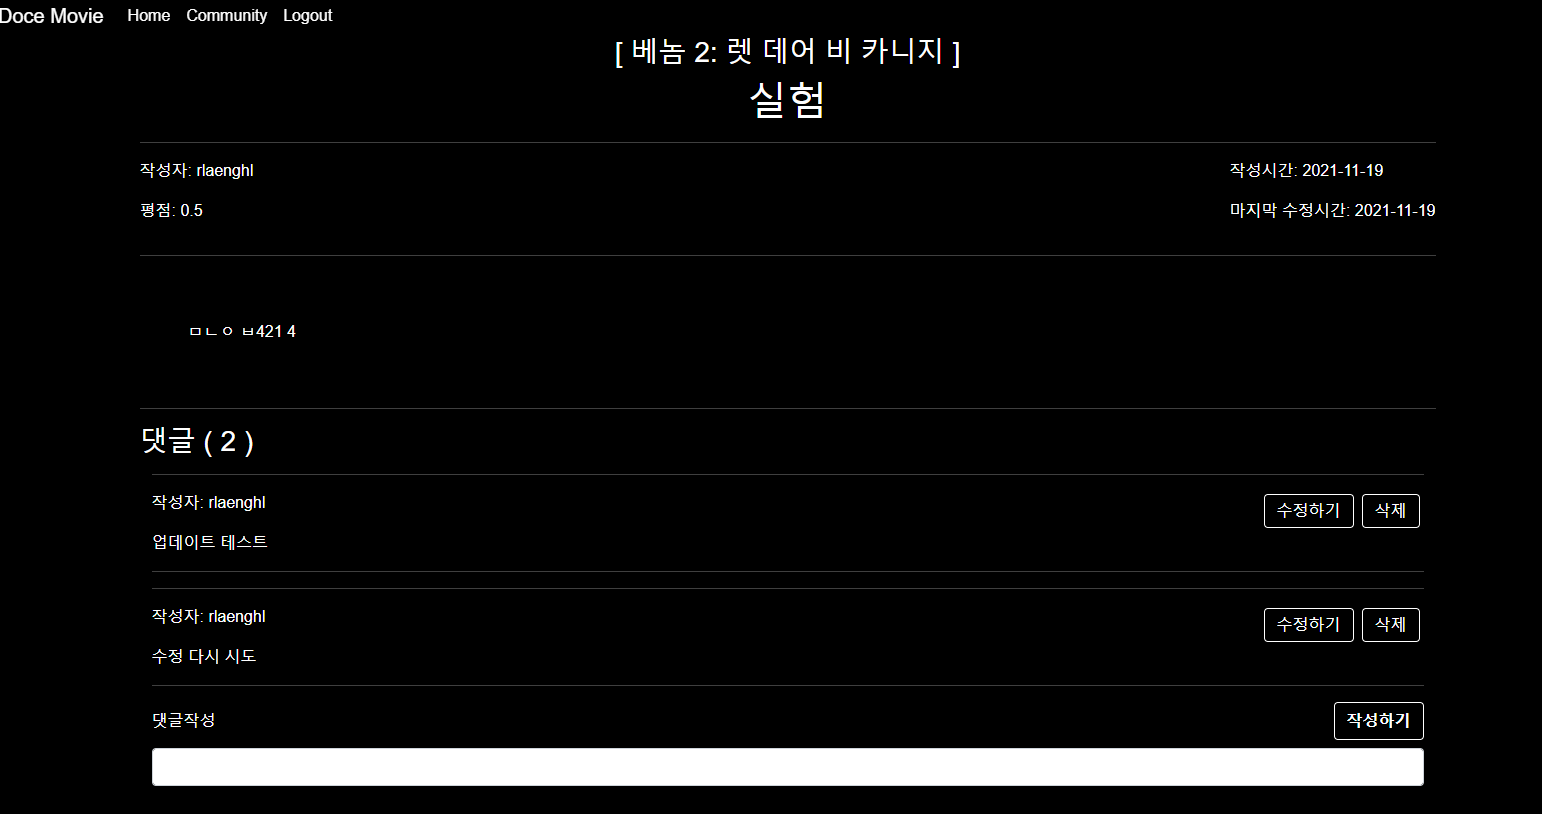 Doce Movie Home Community Logout
[ 베놈 2: 렛 데어 비 카니지 ]
실험
작성자: rlaenghl 작성시간: 2021-11-19
평점: 0.5 마지막 수정시간: 2021-11-19
ㅁㄴㅇ ㅂ421 4
댓글 ( 2 )
작성자: rlaenghl 수정하기 삭제
업데이트 테스트
작성자: rlaenghl 수정하기 삭제
수정 다시 시도
댓글작성 작성하기